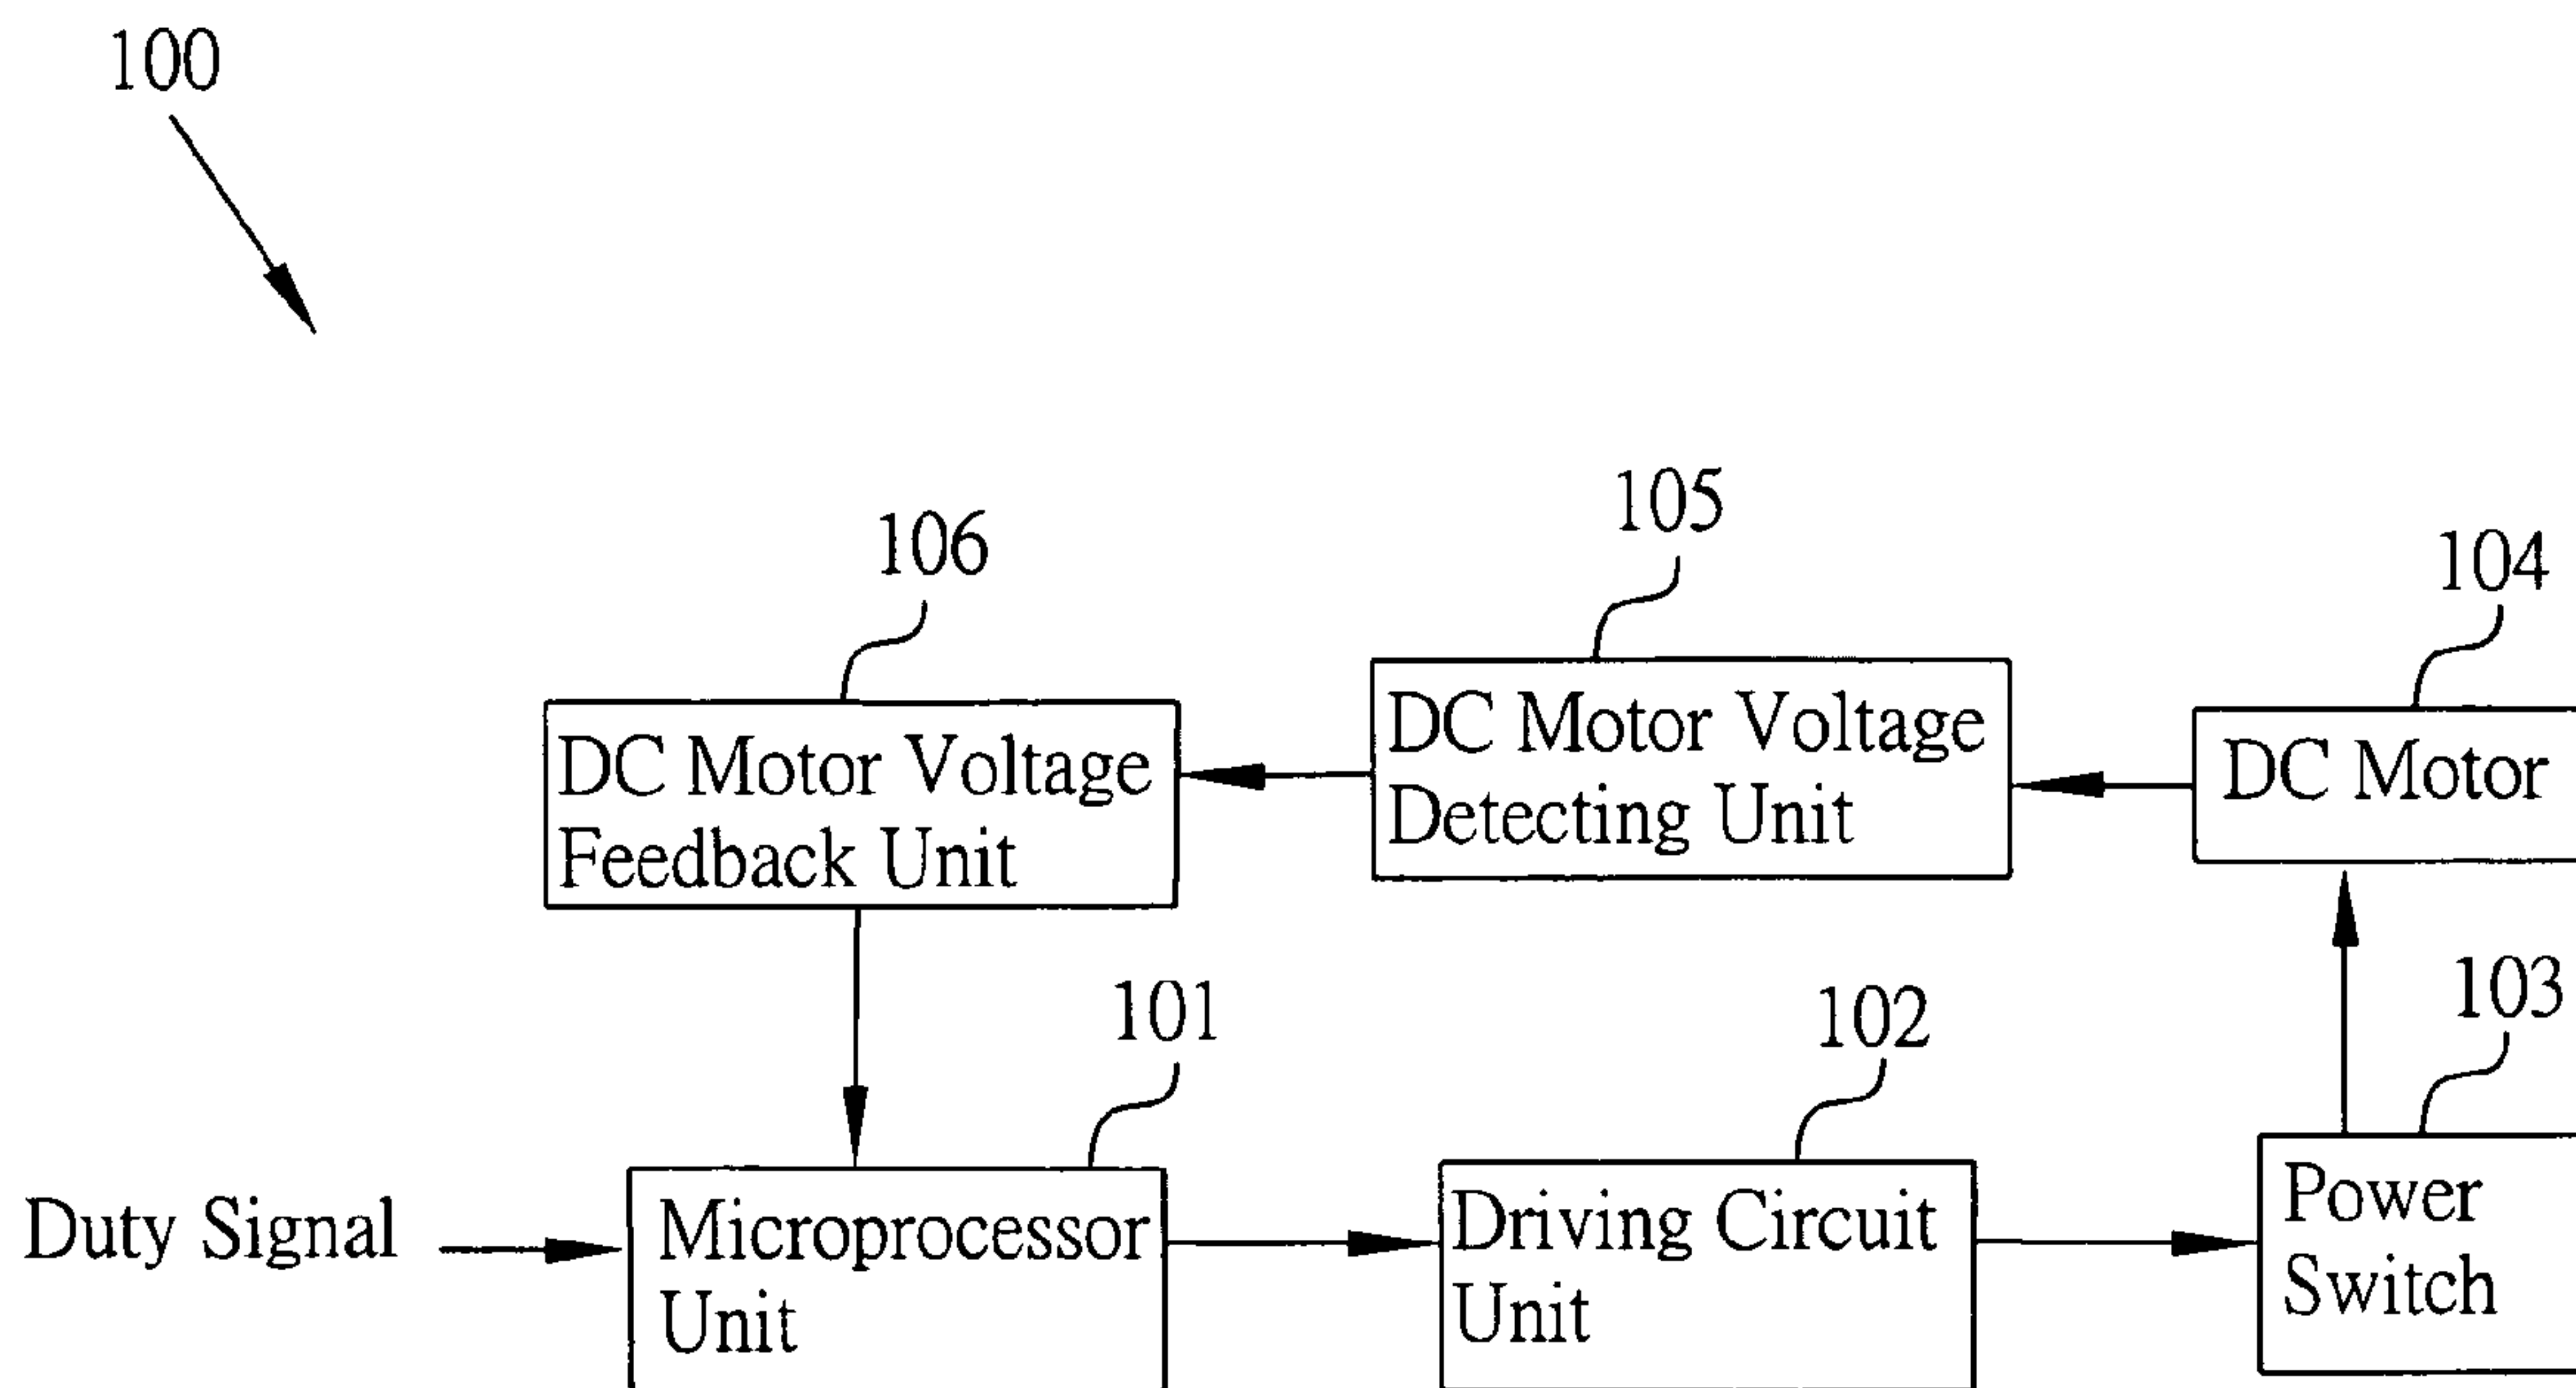 100
105
106
104
DC Motor Voltage
Detecting Unit
DC Motor Voltage
Feedback Unit
DC Motor
103
101
102
Duty Signal
Microprocessor
Unit
Driving Circuit
Unit
Power
Switch